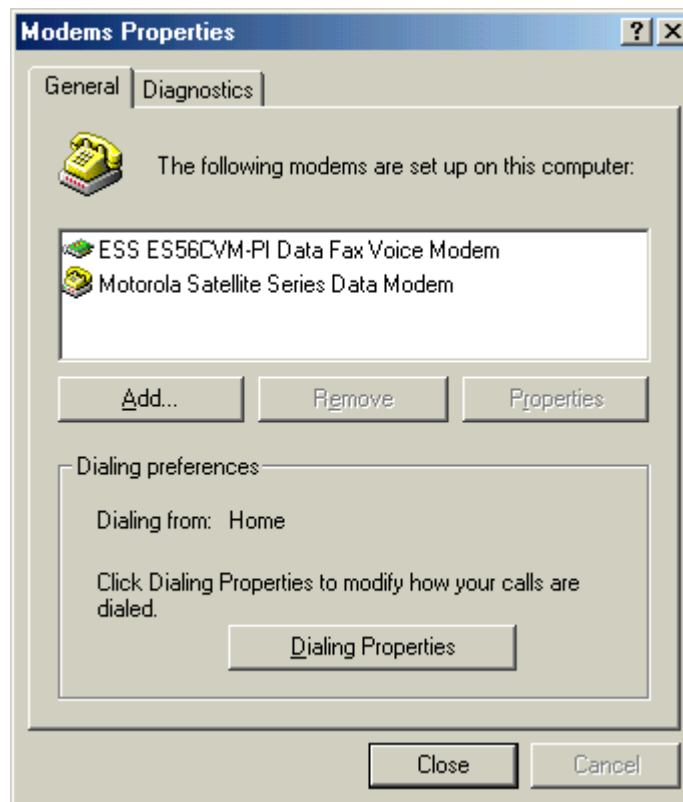 Modems Properties
General
Diagnostics
The following modems are set up on this computer:
ESS ES56CVM-PI Data Fax Voice Modem
Motorola Satellite Series Data Modem
Add...
Remove
Properties
Dialing preferences
Dialing from: Home
Click Dialing Properties to modify how your calls are
dialed.
Dialing Properties
Close
Cancel